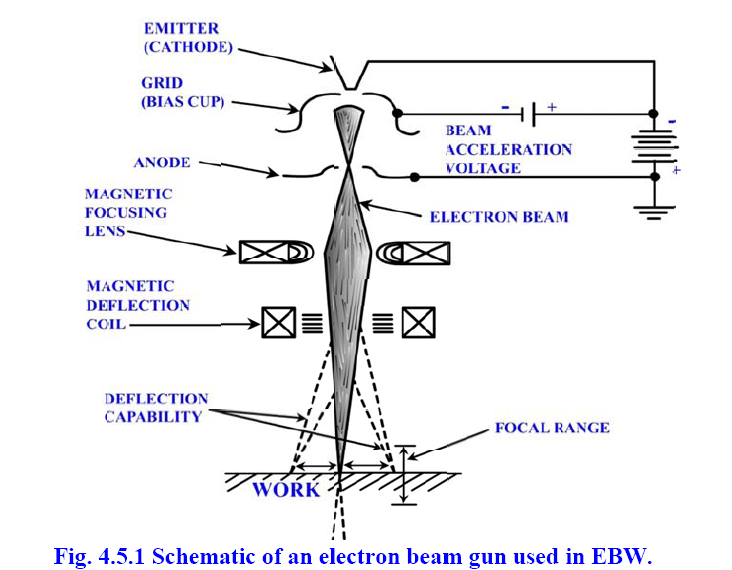 EMITTER
(CATHODE)
GRID
(BIAS CUP)
- +
BEAM
ACCELERATION
VOLTAGE
-
+
ANODE
MAGNETIC
FOCUSING
LENS
ELECTRON BEAM
MAGNETIC
DEFLECTION
COIL
DEFLECTION
CAPABILITY
FOCAL RANGE
WORK
Fig. 4.5.1 Schematic of an electron beam gun used in EBW.